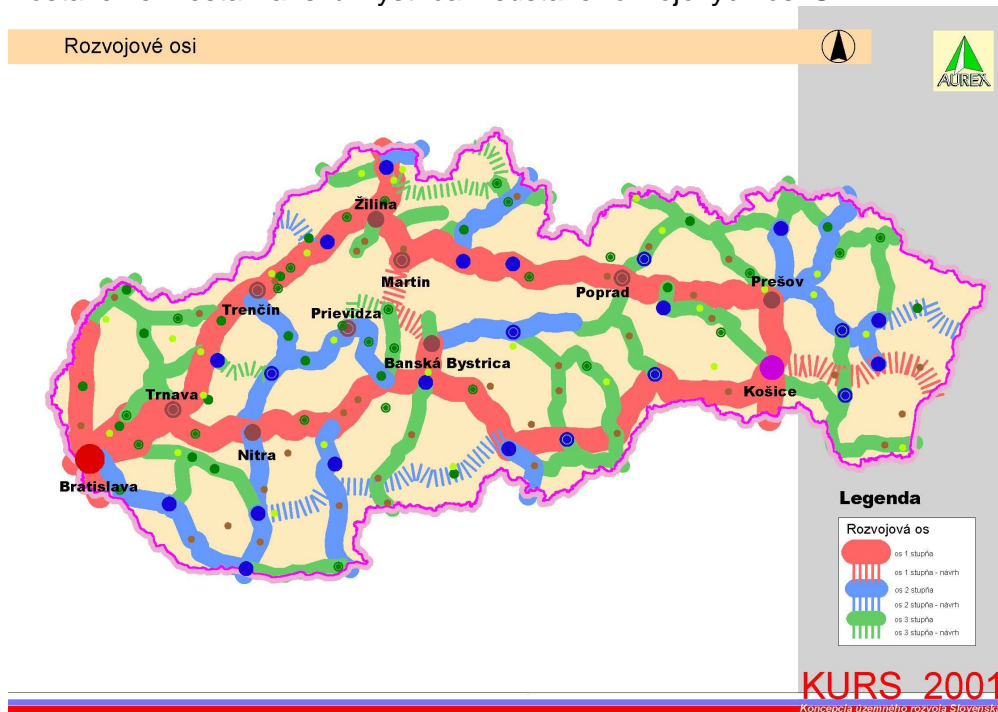 Rozvojové osi
AUREX
Žilina
Martin
Poprad
Prešov
Trenčín
Prievidza
Banská Bystrica
Košice
Trnava
Nitra
Bratislava
Legenda
Rozvojová os
os 1 stupňa
os 1 stupňa - návrh
os 2 stupňa
os 2 stupňa - návrh
os 3 stupňa
os 3 stupňa - návrh
KURS 2001
Koncepcia územného rozvoja Slovenska